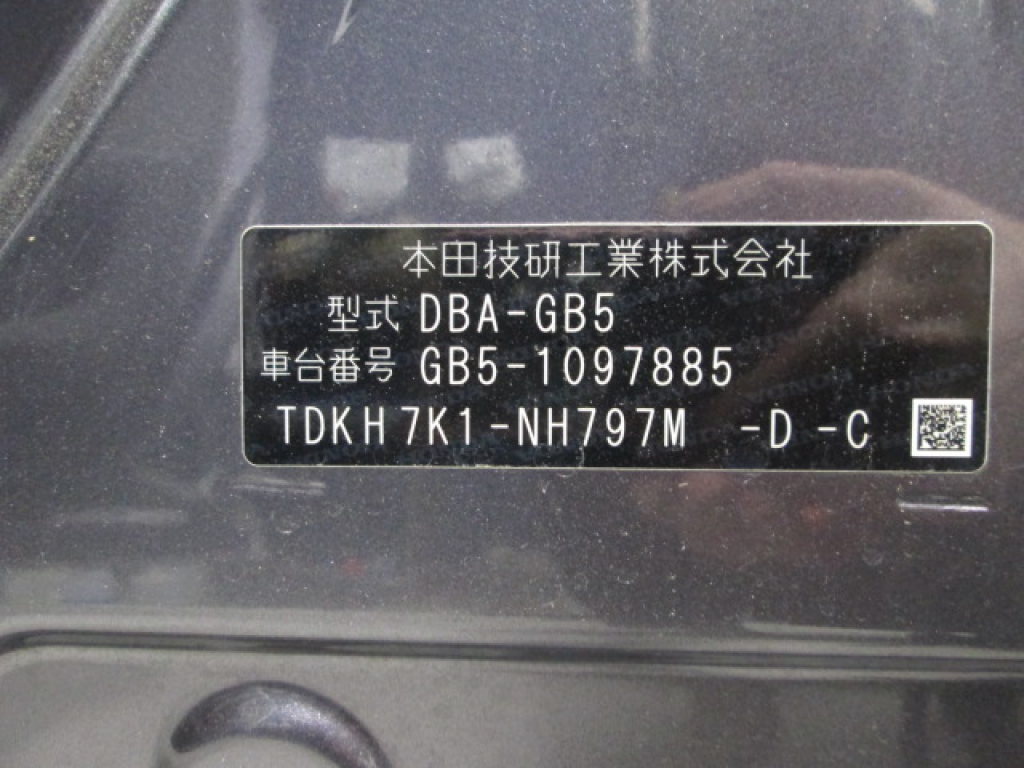 本田技研工業株式会社
型式 DBA-GB5
車台番号 GB5-1097885
TDKH7K1-NH797M -D-C